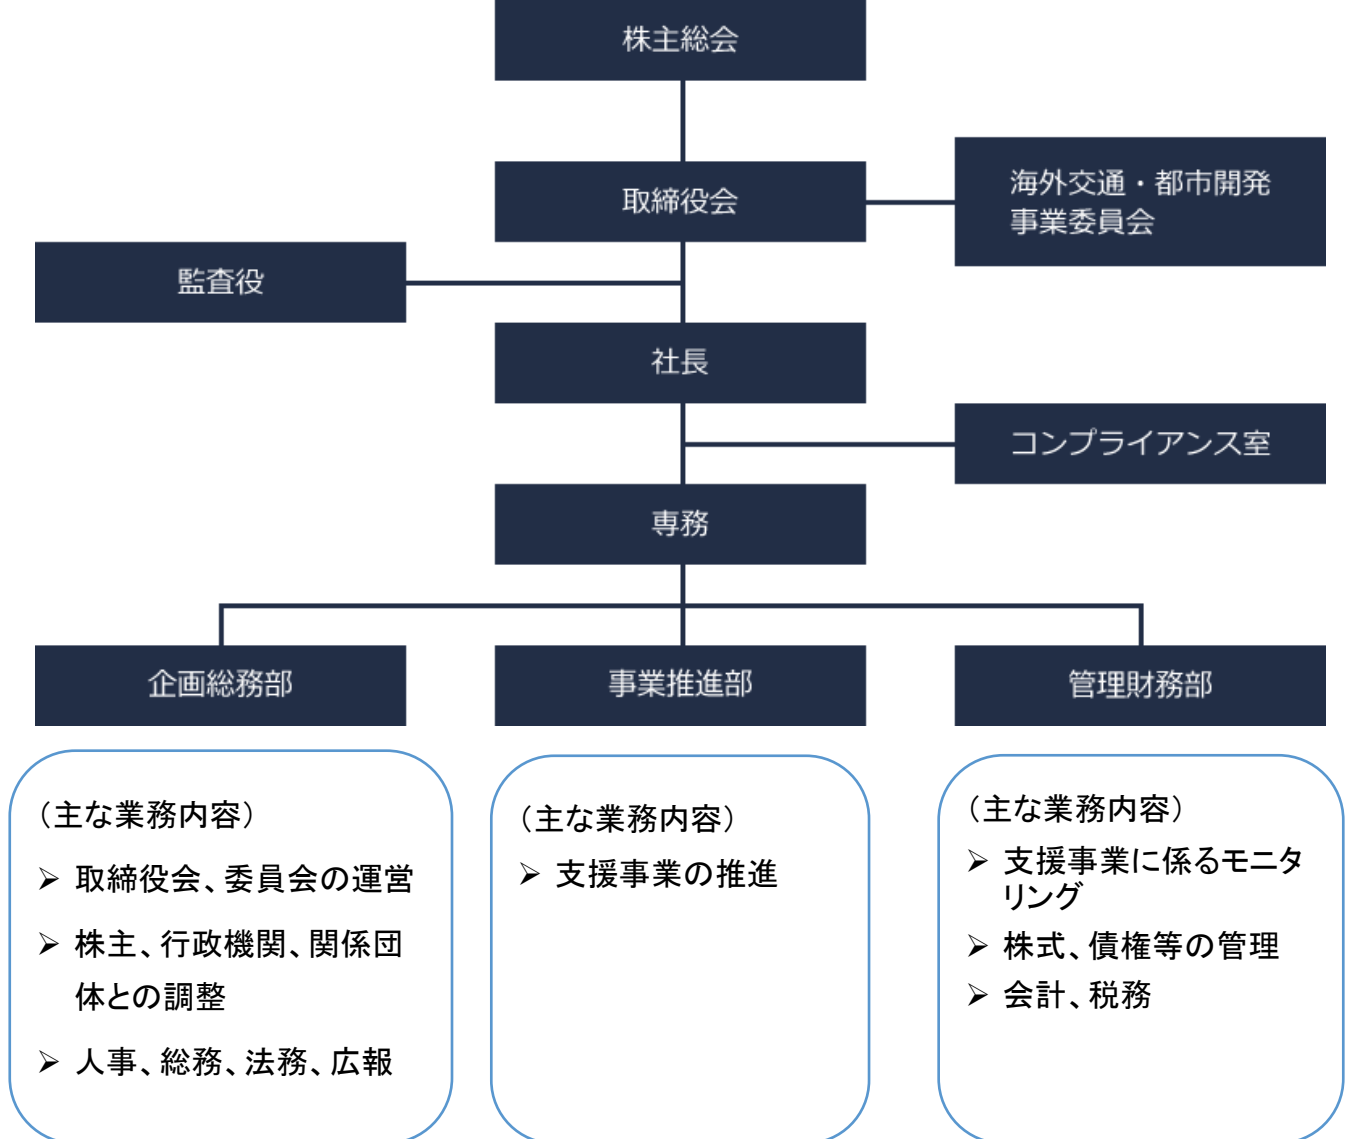 株主総会
取締役会
海外交通・都市開発
事業委員会
監査役
社長
コンプライアンス室
専務
企画総務部
事業推進部
管理財務部
（主な業務内容）
➢ 取締役会、委員会の運営
➢ 株主、行政機関、関係団
体との調整
➢ 人事、総務、法務、広報
（主な業務内容）
➢ 支援事業の推進
（主な業務内容）
➢ 支援事業に係るモニタ
リング
➢ 株式、債権等の管理
➢ 会計、税務